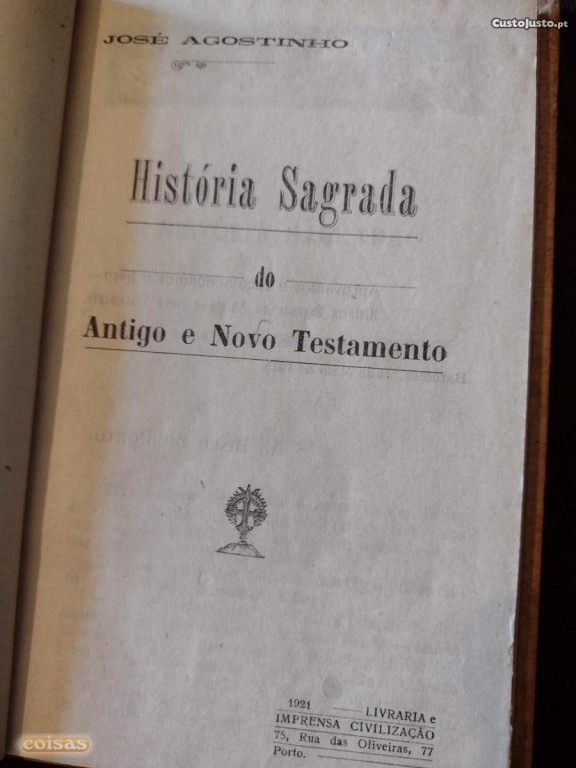 CustoJusto.pt
JOSÉ AGOSTINHO
História Sagrada
do
Antigo e Novo Testamento
1921 — LIVRARIA e
IMPRENSA CIVILIZAÇÃO
75, Rua das Oliveiras, 77
Porto.
coisas